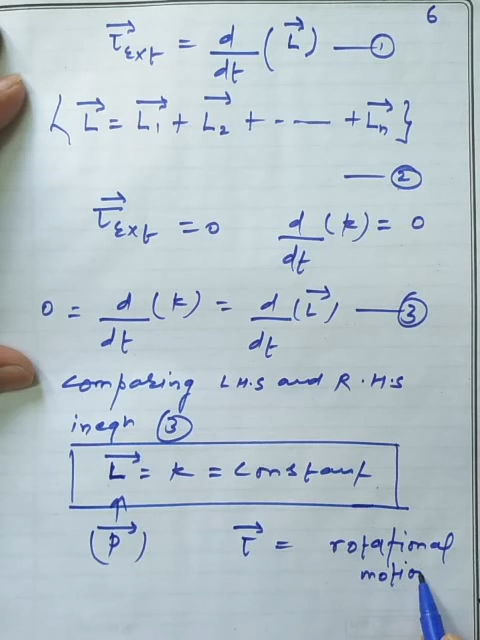 6
τ⃗ₑₓₜ = d/dt (L⃗) — ①
{ L⃗ = L⃗₁ + L⃗₂ + - — + L⃗ₙ }
— ②
τ⃗ₑₓₜ = 0 d/dt (k) = 0
0 = d/dt (k) = d/dt (L⃗) — ③
comparing L.H.S and R.H.S
in eqn ③
L⃗ = k = constant
↑
(P⃗) τ⃗ = rotational
motion